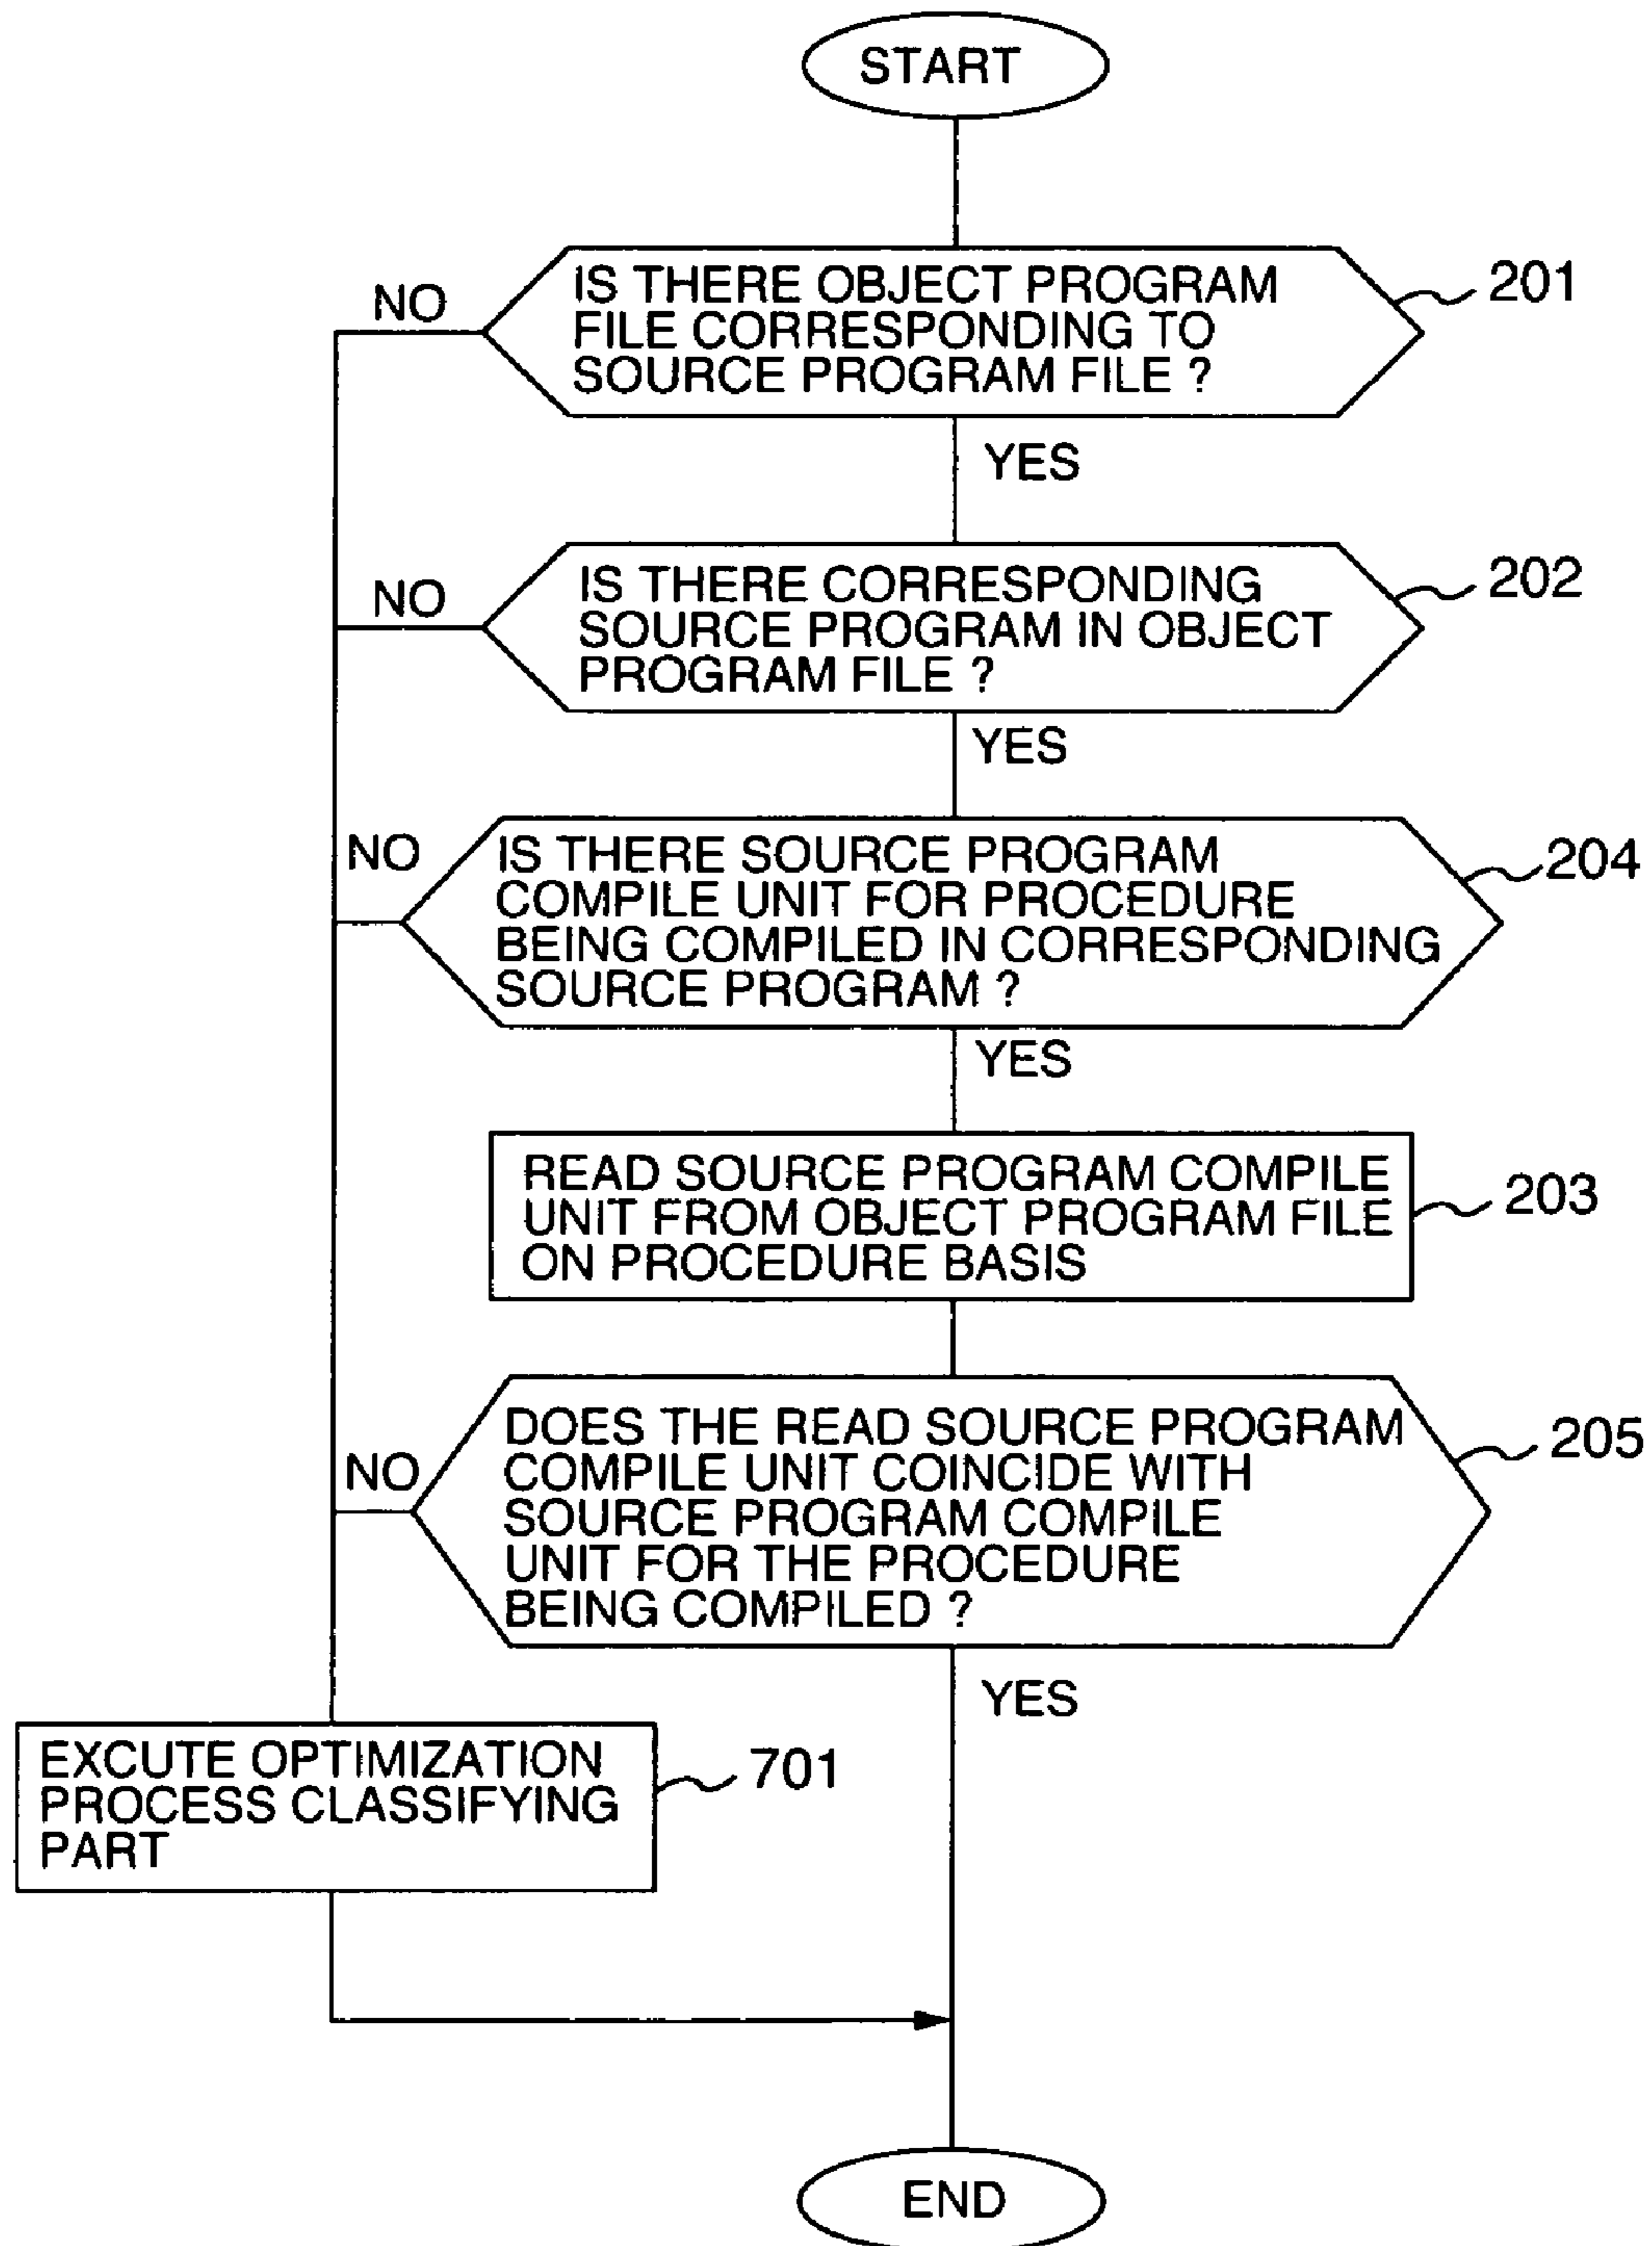 START
IS THERE OBJECT PROGRAM
FILE CORRESPONDING TO
SOURCE PROGRAM FILE ?
201
NO
YES
IS THERE CORRESPONDING
SOURCE PROGRAM IN OBJECT
PROGRAM FILE ?
202
NO
YES
IS THERE SOURCE PROGRAM
COMPILE UNIT FOR PROCEDURE
BEING COMPILED IN CORRESPONDING
SOURCE PROGRAM ?
204
NO
YES
READ SOURCE PROGRAM COMPILE
UNIT FROM OBJECT PROGRAM FILE
ON PROCEDURE BASIS
203
DOES THE READ SOURCE PROGRAM
COMPILE UNIT COINCIDE WITH
SOURCE PROGRAM COMPILE
UNIT FOR THE PROCEDURE
BEING COMPILED ?
205
NO
YES
EXCUTE OPTIMIZATION
PROCESS CLASSIFYING
PART
701
END